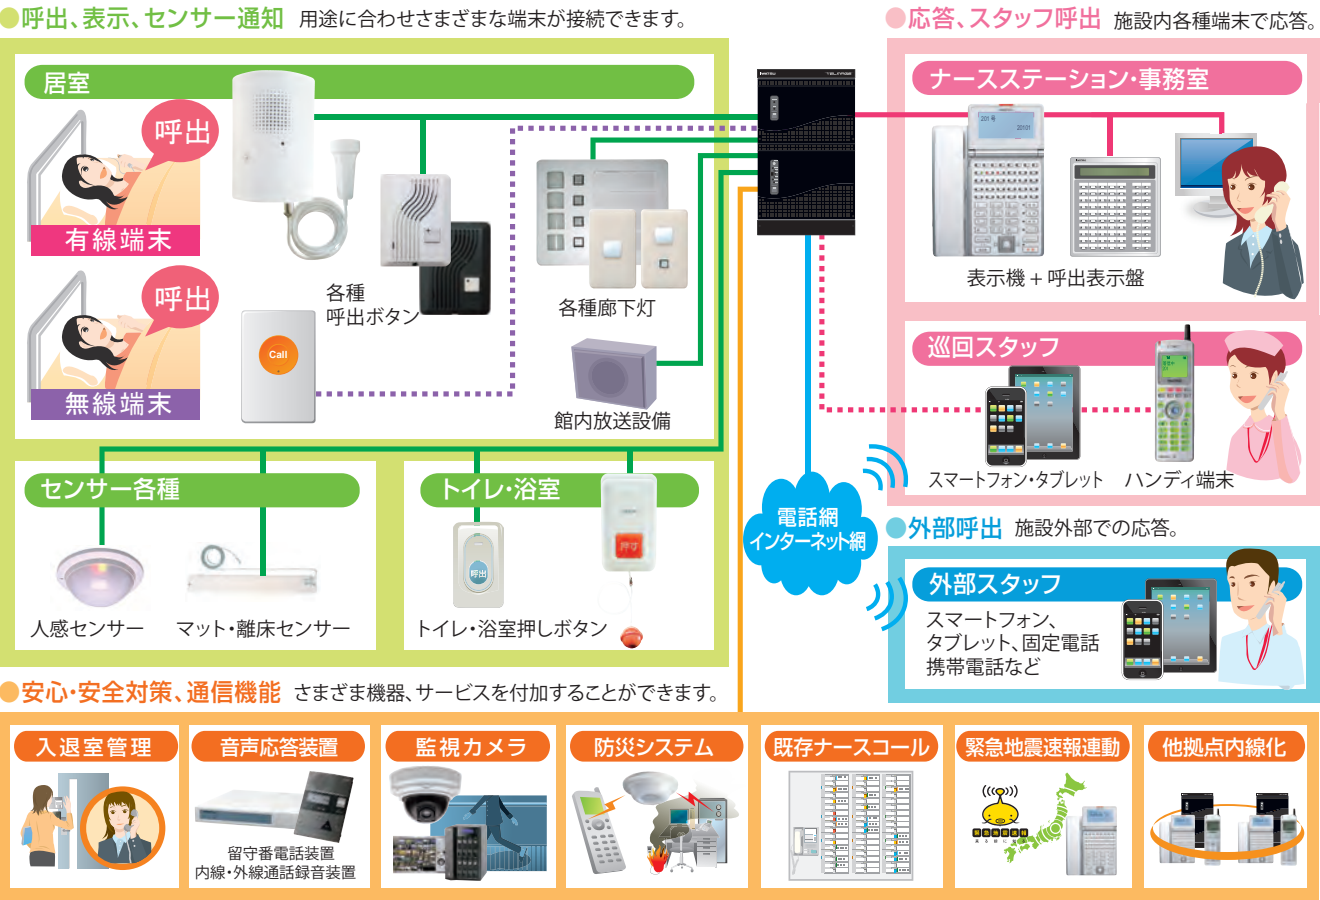 ●呼出、表示、センサー通知 用途に合わせさまざまな端末が接続できます。
居室
呼出
有線端末
呼出
無線端末
Call
各種
呼出ボタン
各種廊下灯
館内放送設備
センサー各種
人感センサー
マット・離床センサー
トイレ・浴室
呼出
押す
トイレ・浴室押しボタン
●応答、スタッフ呼出 施設内各種端末で応答。
ナースステーション・事務室
201号
20101
表示機+呼出表示盤
巡回スタッフ
スマートフォン・タブレット
ハンディ端末
電話網
インターネット網
●外部呼出 施設外部での応答。
外部スタッフ
スマートフォン、
タブレット、固定電話
携帯電話など
●安心・安全対策、通信機能 さまざま機器、サービスを付加することができます。
入退室管理
音声応答装置
留守番電話装置
内線・外線通話録音装置
監視カメラ
防災システム
既存ナースコール
緊急地震速報連動
緊急地震速報
他拠点内線化